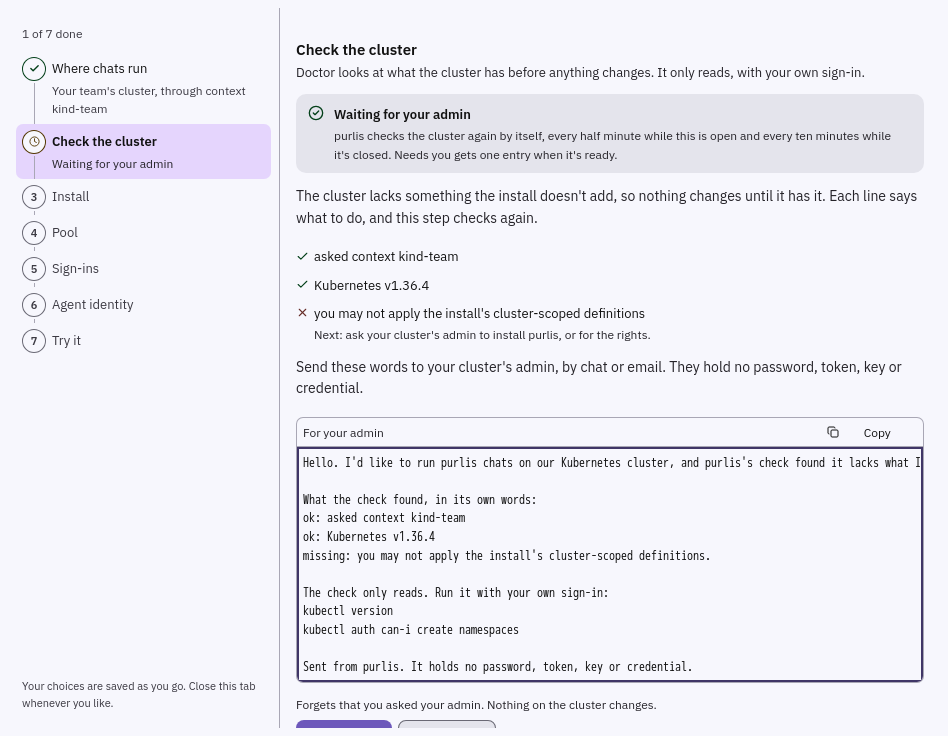 1 of 7 done
Where chats run
Your team's cluster, through context
kind-team
Check the cluster
Waiting for your admin
3 Install
4 Pool
5 Sign-ins
6 Agent identity
7 Try it
Your choices are saved as you go. Close this tab
whenever you like.
Check the cluster
Doctor looks at what the cluster has before anything changes. It only reads, with your own sign-in.
Waiting for your admin
purlis checks the cluster again by itself, every half minute while this is open and every ten minutes while
it's closed. Needs you gets one entry when it's ready.
The cluster lacks something the install doesn't add, so nothing changes until it has it. Each line says
what to do, and this step checks again.
asked context kind-team
Kubernetes v1.36.4
you may not apply the install's cluster-scoped definitions
Next: ask your cluster's admin to install purlis, or for the rights.
Send these words to your cluster's admin, by chat or email. They hold no password, token, key or
credential.
For your admin Copy
Hello. I'd like to run purlis chats on our Kubernetes cluster, and purlis's check found it lacks what I
What the check found, in its own words:
ok: asked context kind-team
ok: Kubernetes v1.36.4
missing: you may not apply the install's cluster-scoped definitions.
The check only reads. Run it with your own sign-in:
kubectl version
kubectl auth can-i create namespaces
Sent from purlis. It holds no password, token, key or credential.
Forgets that you asked your admin. Nothing on the cluster changes.